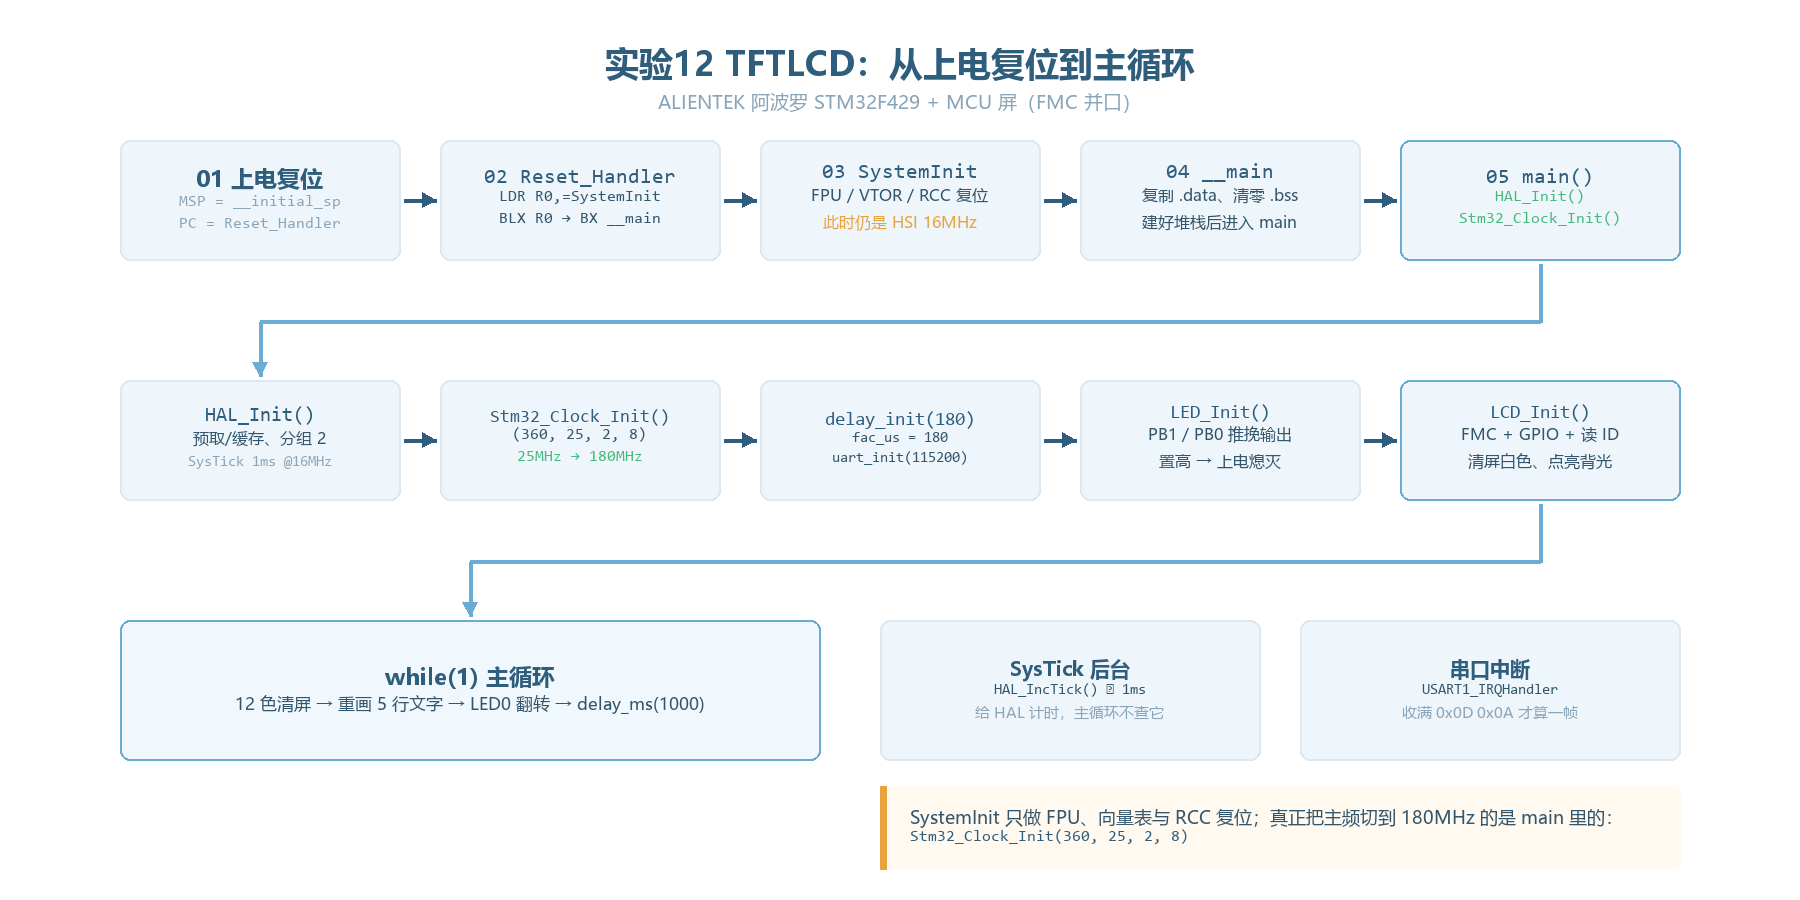 实验12 TFTLCD：从上电复位到主循环
ALIENTEK 阿波罗 STM32F429 + MCU 屏（FMC 并口）
01 上电复位
MSP = __initial_sp
PC = Reset_Handler
02 Reset_Handler
LDR R0,=SystemInit
BLX R0 → BX __main
03 SystemInit
FPU / VTOR / RCC 复位
此时仍是 HSI 16MHz
04 __main
复制 .data、清零 .bss
建好堆栈后进入 main
05 main()
HAL_Init()
Stm32_Clock_Init()
HAL_Init()
预取/缓存、分组 2
SysTick 1ms @16MHz
Stm32_Clock_Init()
(360, 25, 2, 8)
25MHz → 180MHz
delay_init(180)
fac_us = 180
uart_init(115200)
LED_Init()
PB1 / PB0 推挽输出
置高 → 上电熄灭
LCD_Init()
FMC + GPIO + 读 ID
清屏白色、点亮背光
while(1) 主循环
12 色清屏 → 重画 5 行文字 → LED0 翻转 → delay_ms(1000)
SysTick 后台
HAL_IncTick() 1ms
给 HAL 计时，主循环不查它
串口中断
USART1_IRQHandler
收满 0x0D 0x0A 才算一帧
SystemInit 只做 FPU、向量表与 RCC 复位；真正把主频切到 180MHz 的是 main 里的：
Stm32_Clock_Init(360, 25, 2, 8)